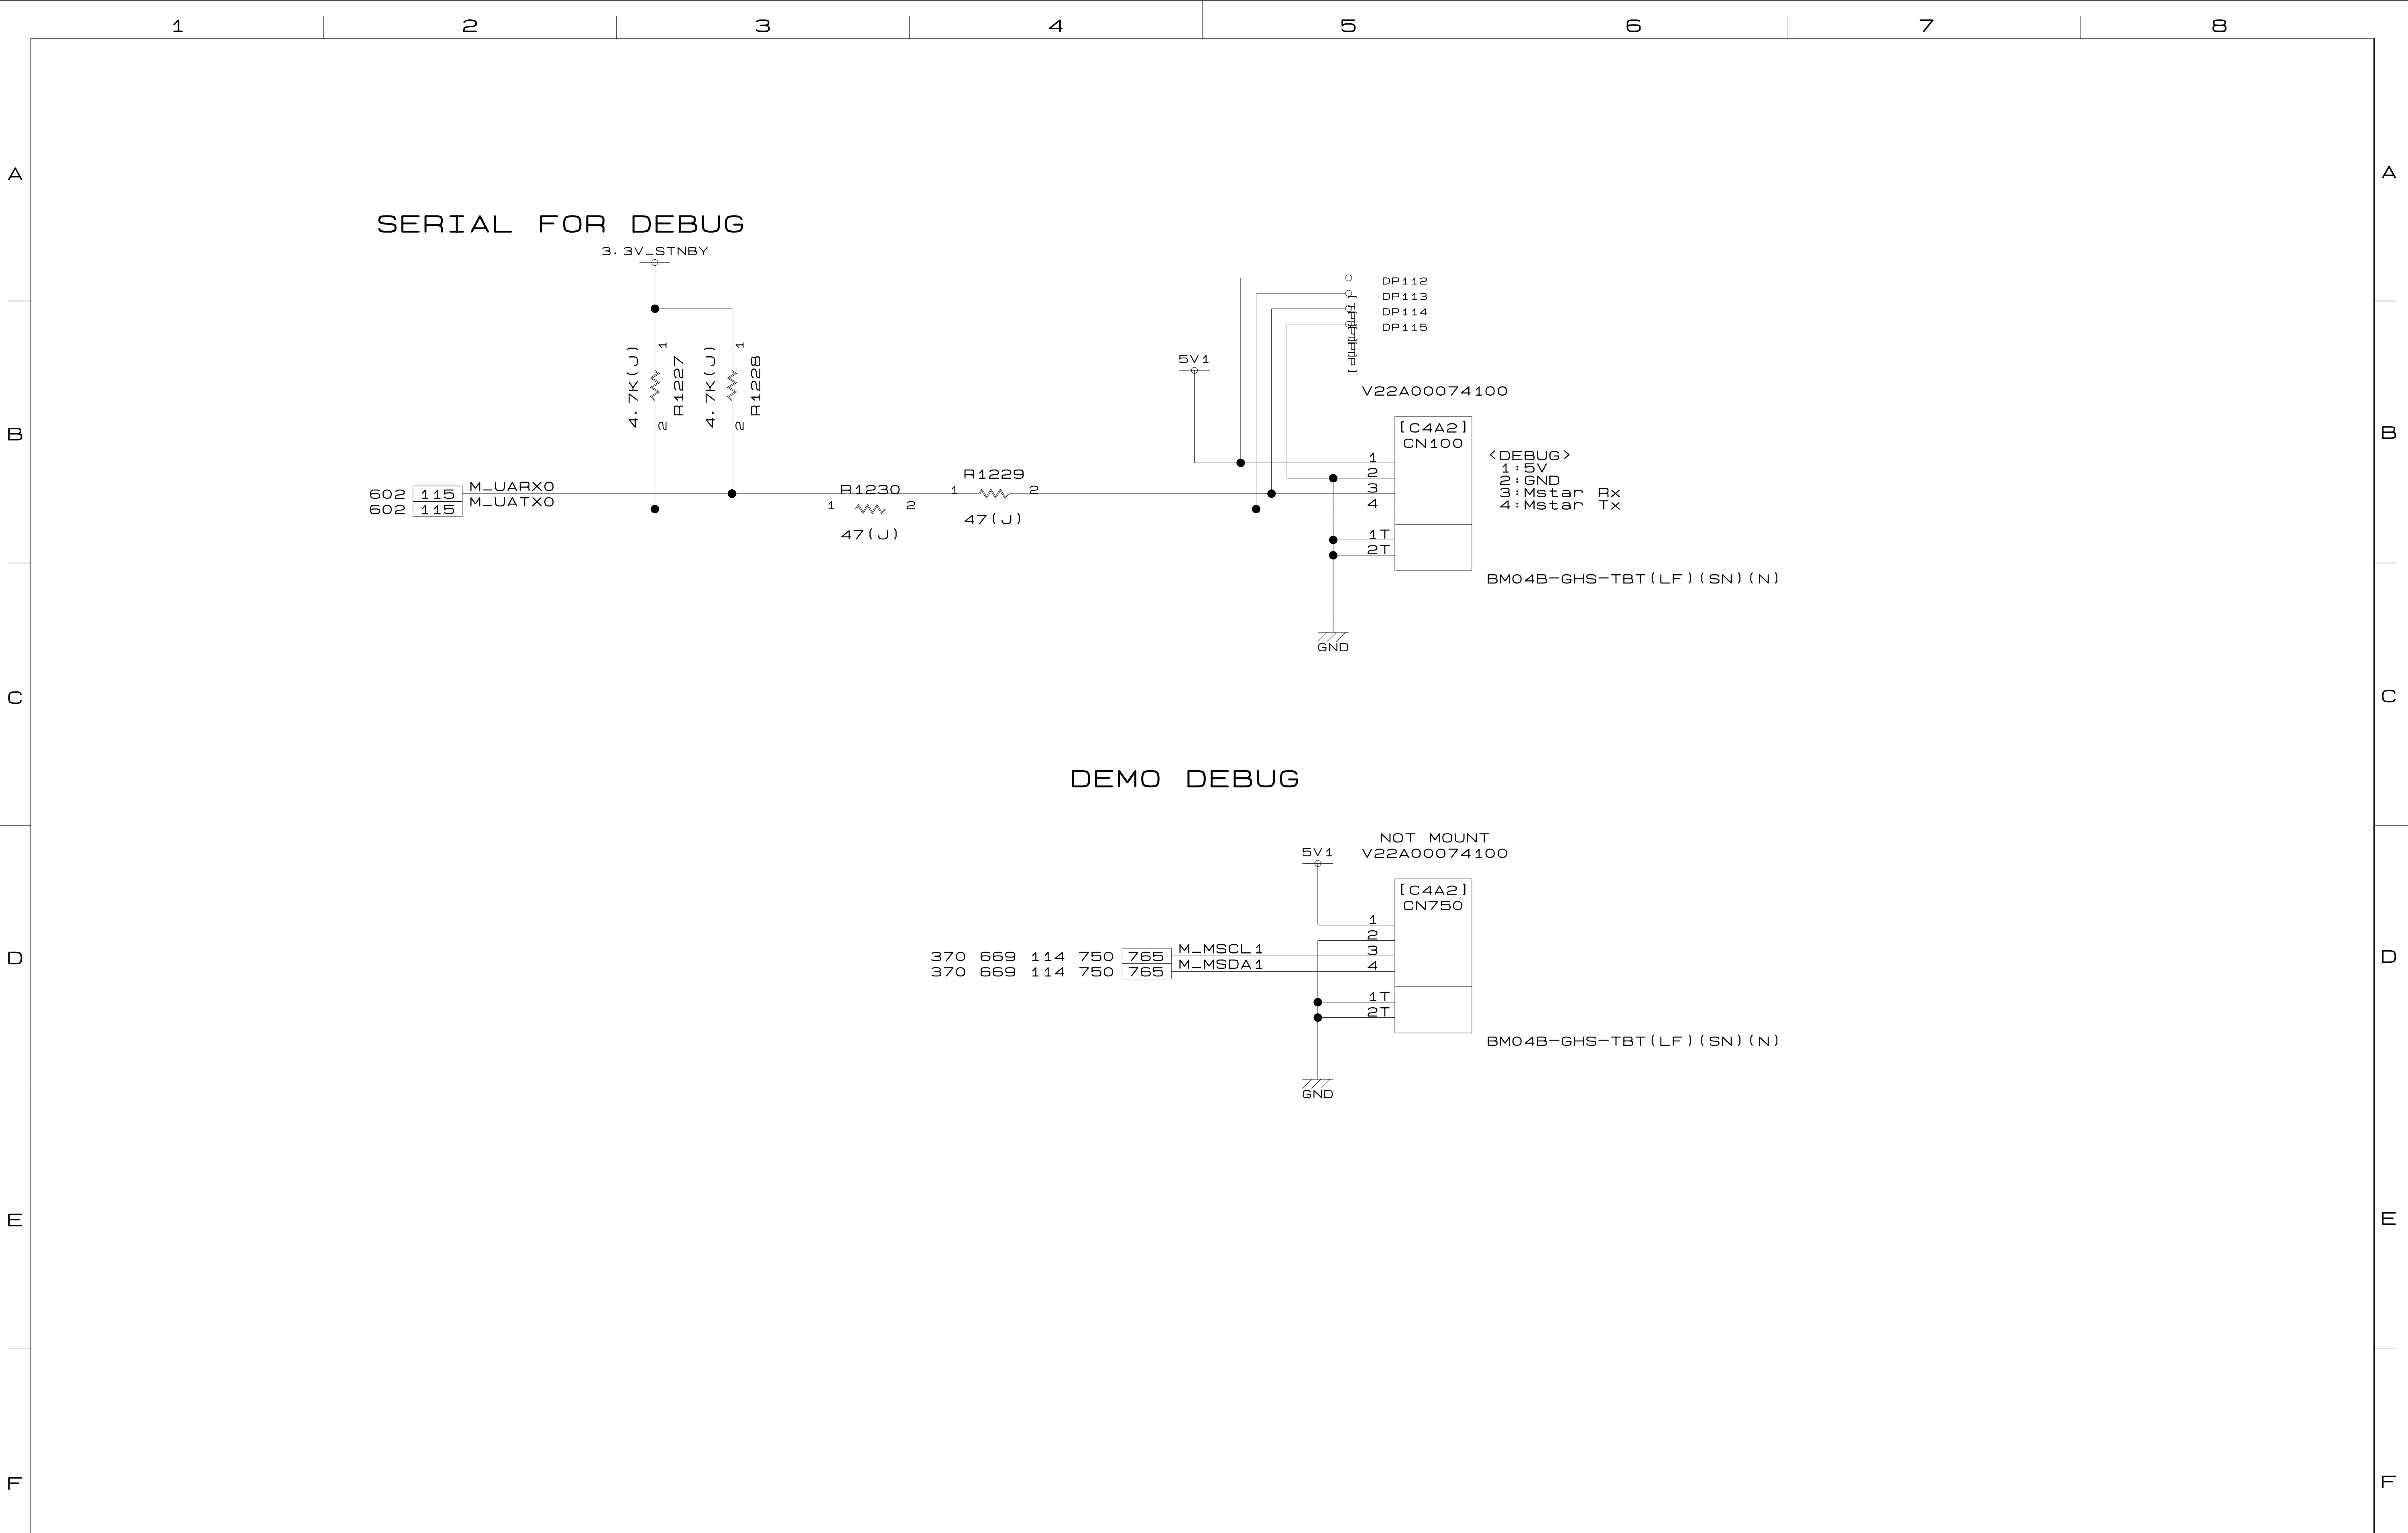 1 2 3 4 5 6 7 8
A A
SERIAL FOR DEBUG
3.3V_STNBY
DP112
DP113
DP114
DP115
1 1
4.7K(J) R1227 4.7K(J) R1228
2 2
5V1
V22A00074100
[C4A2]
CN100
B B
1
2
3
4
1T
2T
<DEBUG>
1:5V
2:GND
3:Mstar Rx
4:Mstar Tx
602 115 M_UARX0
602 115 M_UATX0
R1229
1 2
47(J)
R1230
1 2
47(J)
BM04B-GHS-TBT(LF)(SN)(N)
GND
C C
DEMO DEBUG
NOT MOUNT
5V1 V22A00074100
[C4A2]
CN750
1
2
3
4
1T
2T
D D
370 669 114 750 765 M_MSCL1
370 669 114 750 765 M_MSDA1
BM04B-GHS-TBT(LF)(SN)(N)
GND
E E
F F